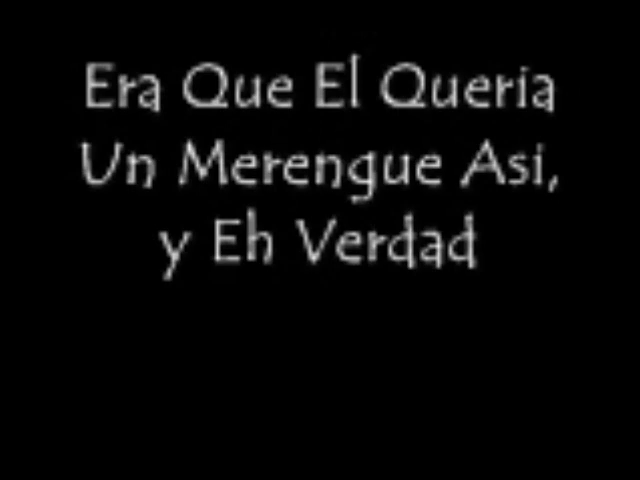 Era Que El Queria
Un Merengue Asi,
y Eh Verdad